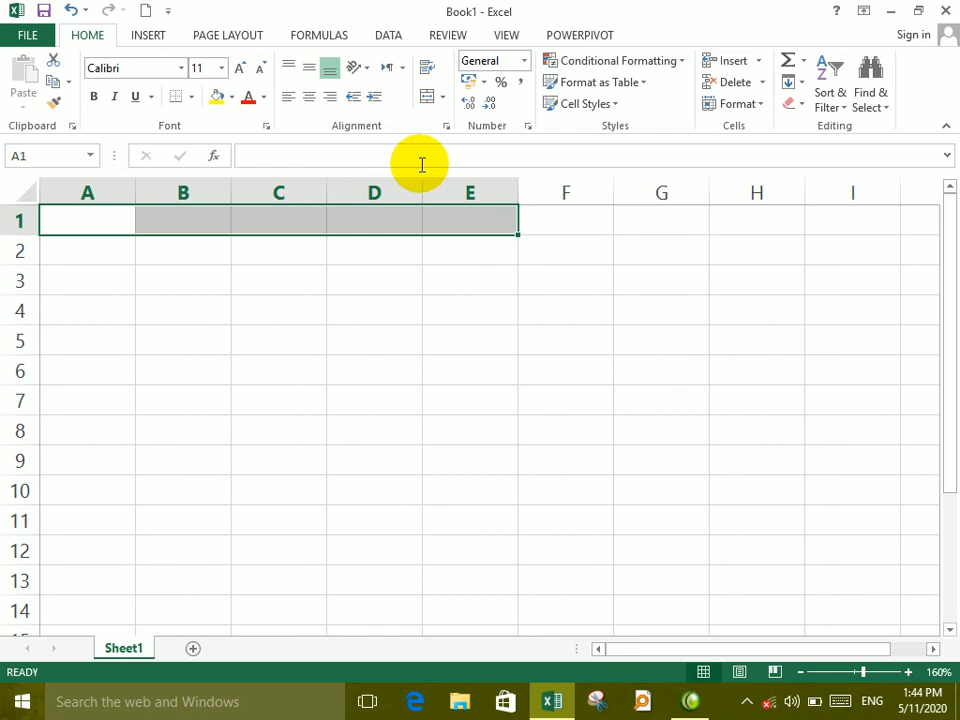 Book1 - Excel
FILE HOME INSERT PAGE LAYOUT FORMULAS DATA REVIEW VIEW POWERPIVOT Sign in
Paste
Calibri 11
General
Conditional Formatting
Format as Table
Cell Styles
Insert
Delete
Format
Sort &
Filter
Find &
Select
Clipboard Font Alignment Number Styles Cells Editing
A1
A B C D E F G H I
1
2
3
4
5
6
7
8
9
10
11
12
13
14
Sheet1
READY 160%
Search the web and Windows
ENG
1:44 PM
5/11/2020